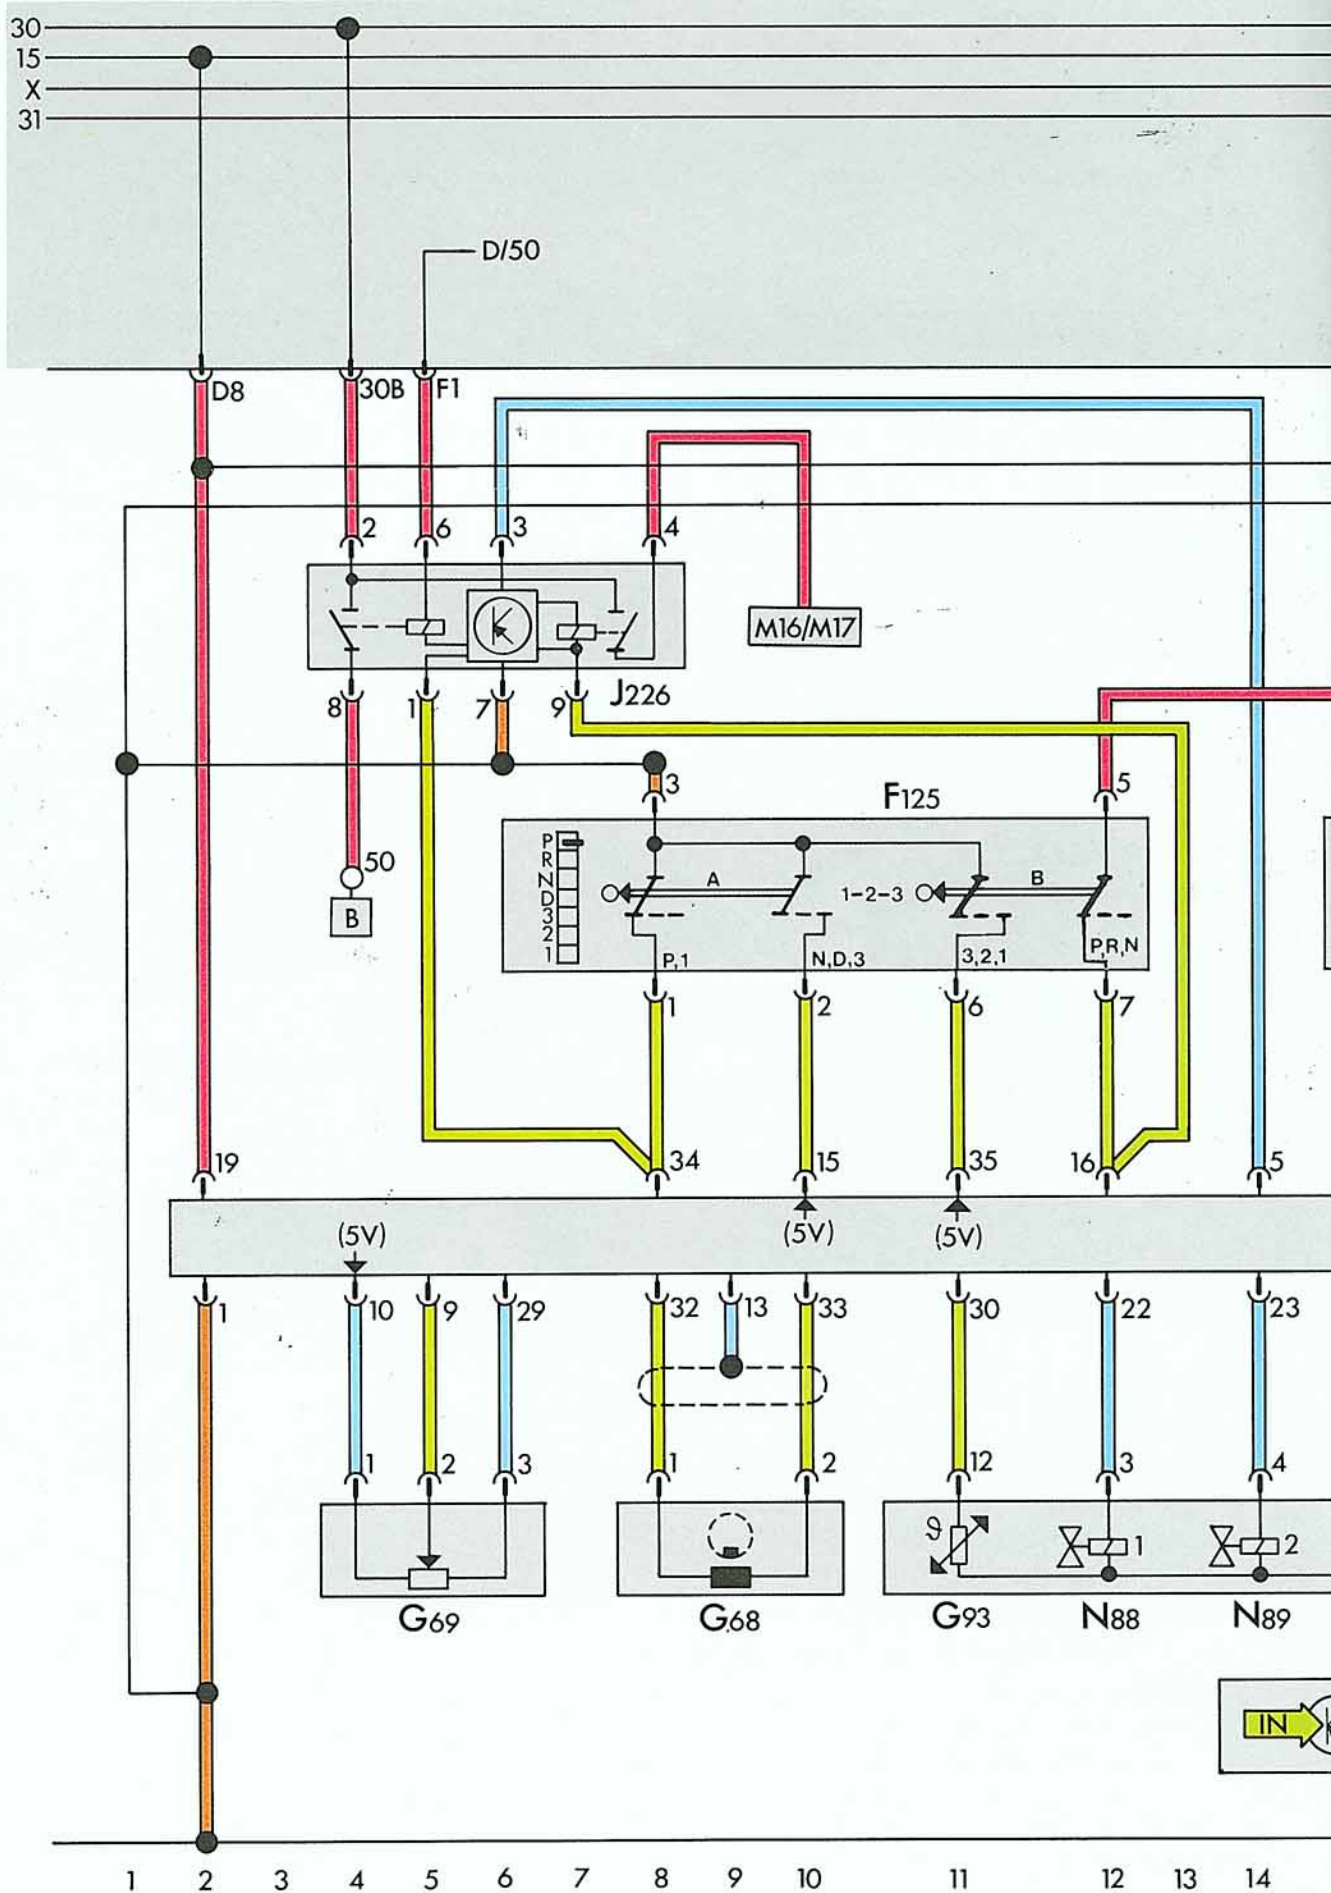 30
15
X
31
D/50
D8 30B F1
2 6 3 4
M16/M17
J226
8 1 7 9
3 F125 5
50
B
P
R
N
D
3
2
1
A 1-2-3 B
P,1 N,D,3 3,2,1 P,R,N
1 2 6 7
19 34 15 35 16 5
(5V) (5V) (5V)
1 10 9 29 32 13 33 30 22 23
1 2 3 1 2 12 3 4
ϑ 1 2
G69 G68 G93 N88 N89
IN
1 2 3 4 5 6 7 8 9 10 11 12 13 14